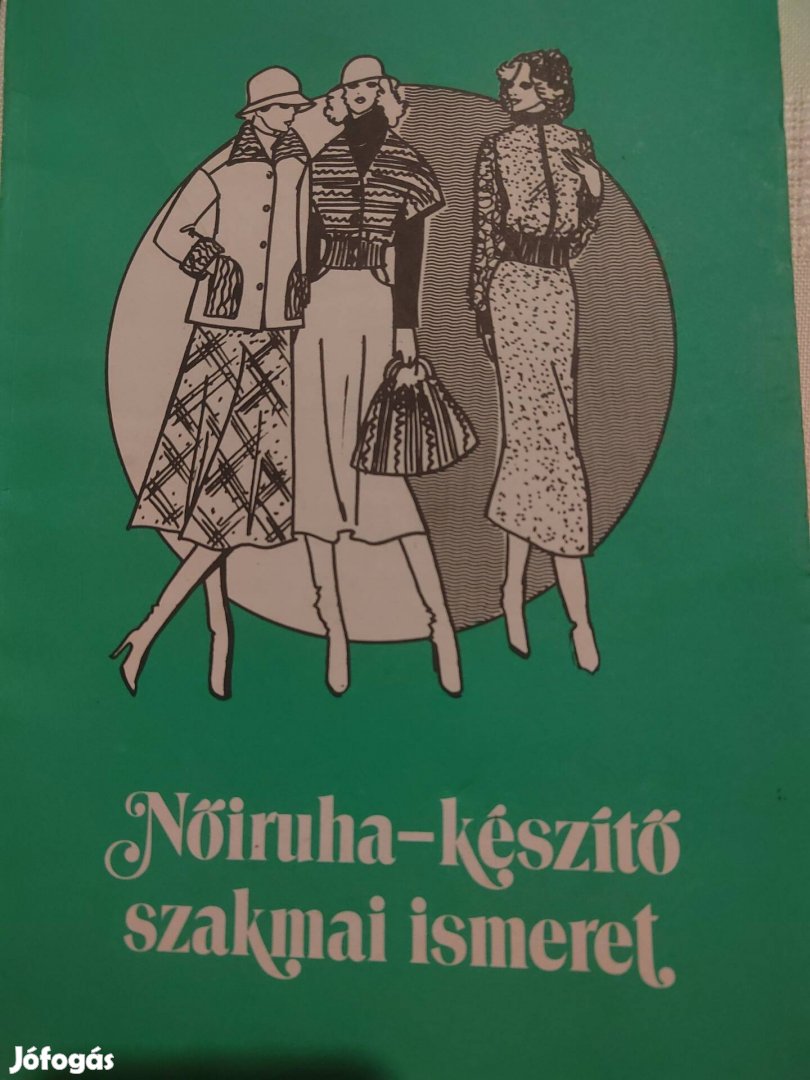 Nőiruha-készítő
szakmai ismeret
Jófogás